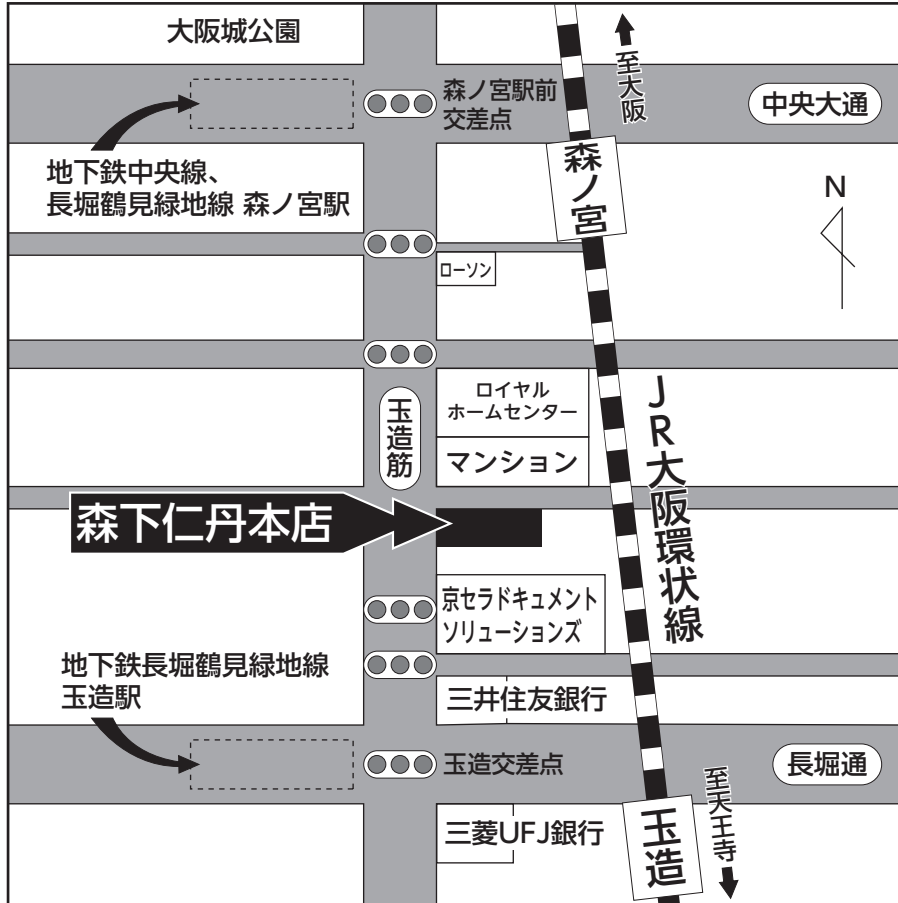 大阪城公園
至大阪
森ノ宮駅前
交差点
中央大通
地下鉄中央線、
長堀鶴見緑地線 森ノ宮駅
森ノ宮
N
ローソン
ロイヤル
ホームセンター
マンション
玉造筋
JR大阪環状線
森下仁丹本店
京セラドキュメント
ソリューションズ
地下鉄長堀鶴見緑地線
玉造駅
三井住友銀行
玉造交差点
長堀通
至天王寺
三菱UFJ銀行
玉造